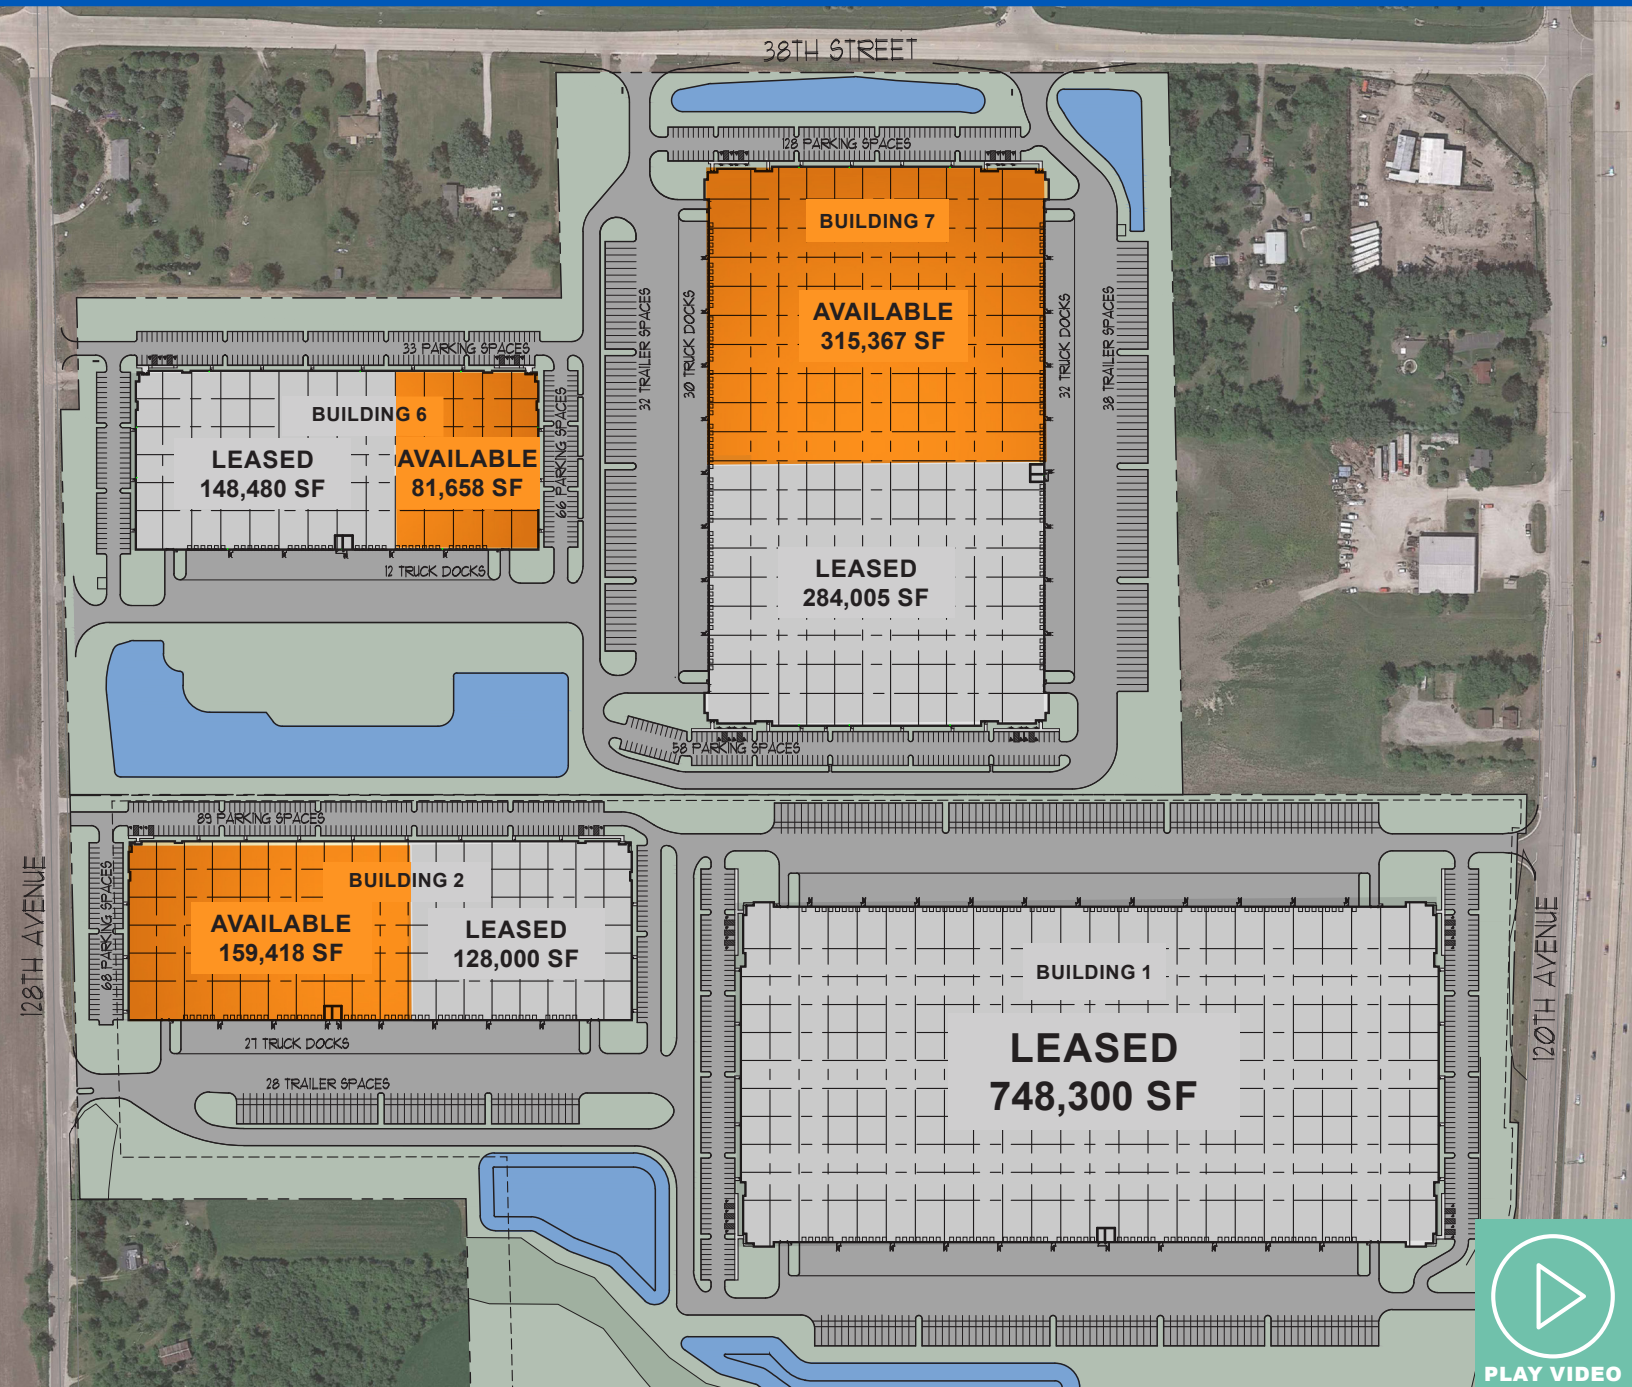 38TH STREET
128 PARKING SPACES
BUILDING 7
AVAILABLE
315,367 SF
32 TRAILER SPACES
30 TRUCK DOCKS
32 TRUCK DOCKS
38 TRAILER SPACES
33 PARKING SPACES
BUILDING 6
LEASED
148,480 SF
AVAILABLE
81,658 SF
66 PARKING SPACES
12 TRUCK DOCKS
LEASED
284,005 SF
58 PARKING SPACES
89 PARKING SPACES
128TH AVENUE
68 PARKING SPACES
BUILDING 2
AVAILABLE
159,418 SF
LEASED
128,000 SF
27 TRUCK DOCKS
28 TRAILER SPACES
BUILDING 1
LEASED
748,300 SF
120TH AVENUE
PLAY VIDEO